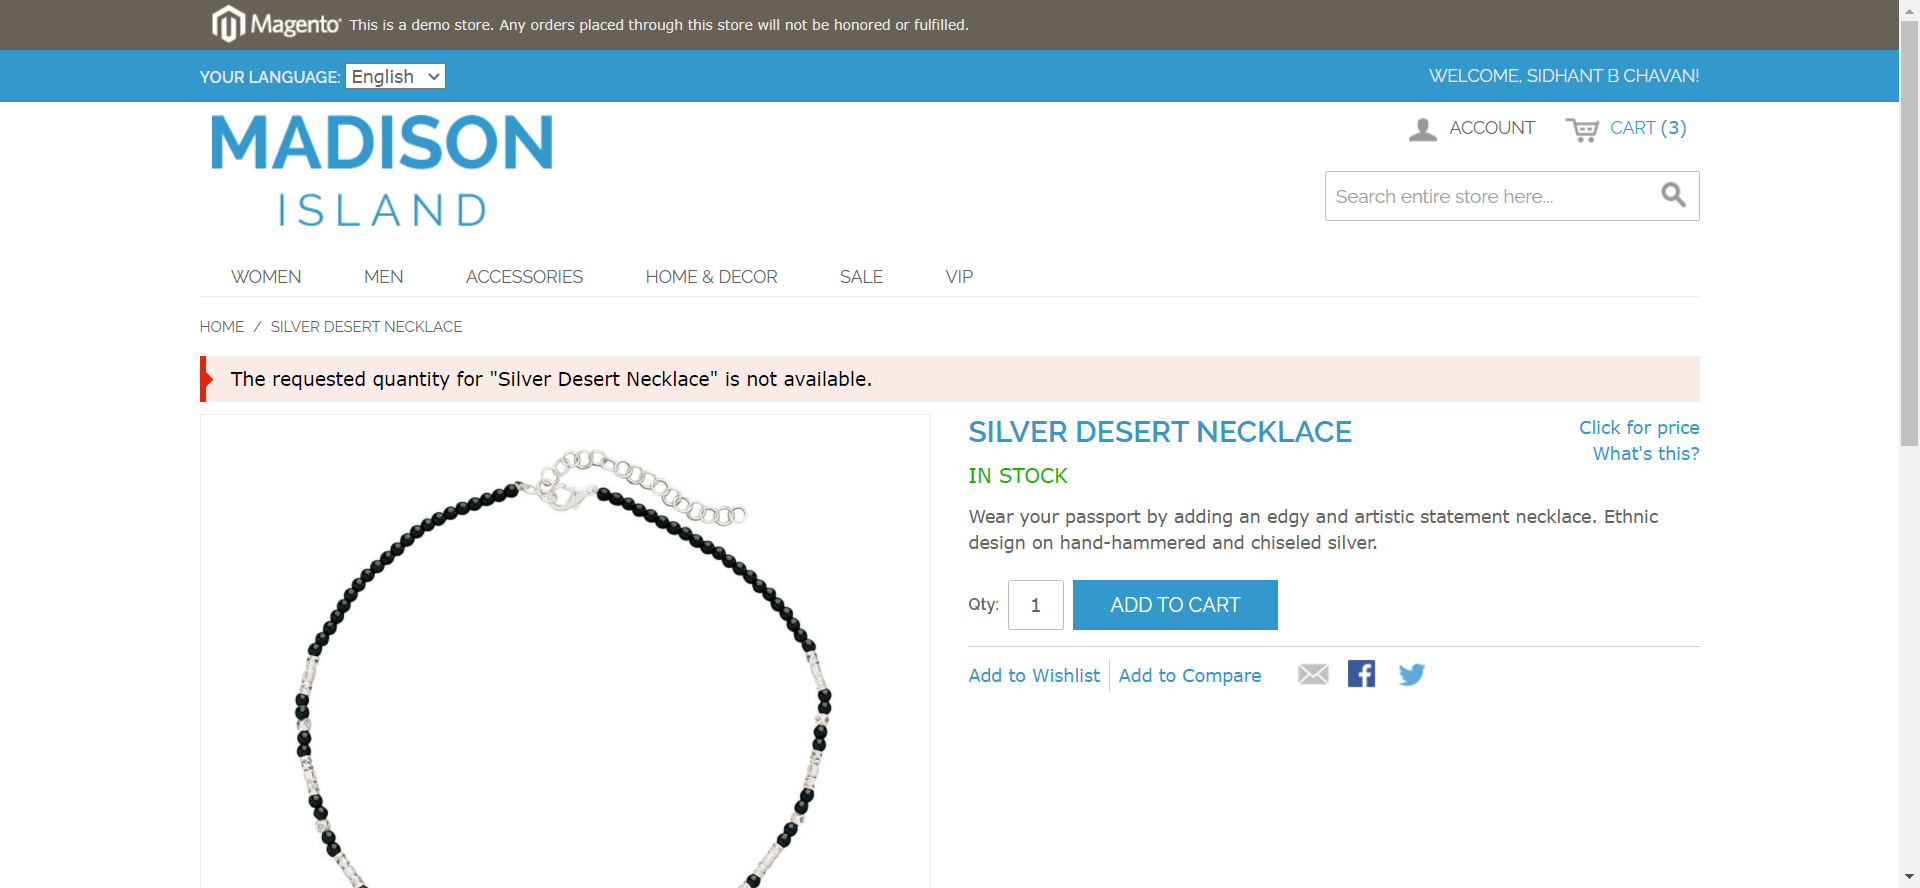 Magento® This is a demo store. Any orders placed through this store will not be honored or fulfilled.
YOUR LANGUAGE: English
WELCOME, SIDHANT B CHAVAN!
MADISON
ISLAND
ACCOUNT
CART (3)
Search entire store here...
WOMEN MEN ACCESSORIES HOME & DECOR SALE VIP
HOME / SILVER DESERT NECKLACE
The requested quantity for "Silver Desert Necklace" is not available.
SILVER DESERT NECKLACE
Click for price
What's this?
IN STOCK
Wear your passport by adding an edgy and artistic statement necklace. Ethnic
design on hand-hammered and chiseled silver.
Qty: 1 ADD TO CART
Add to Wishlist Add to Compare